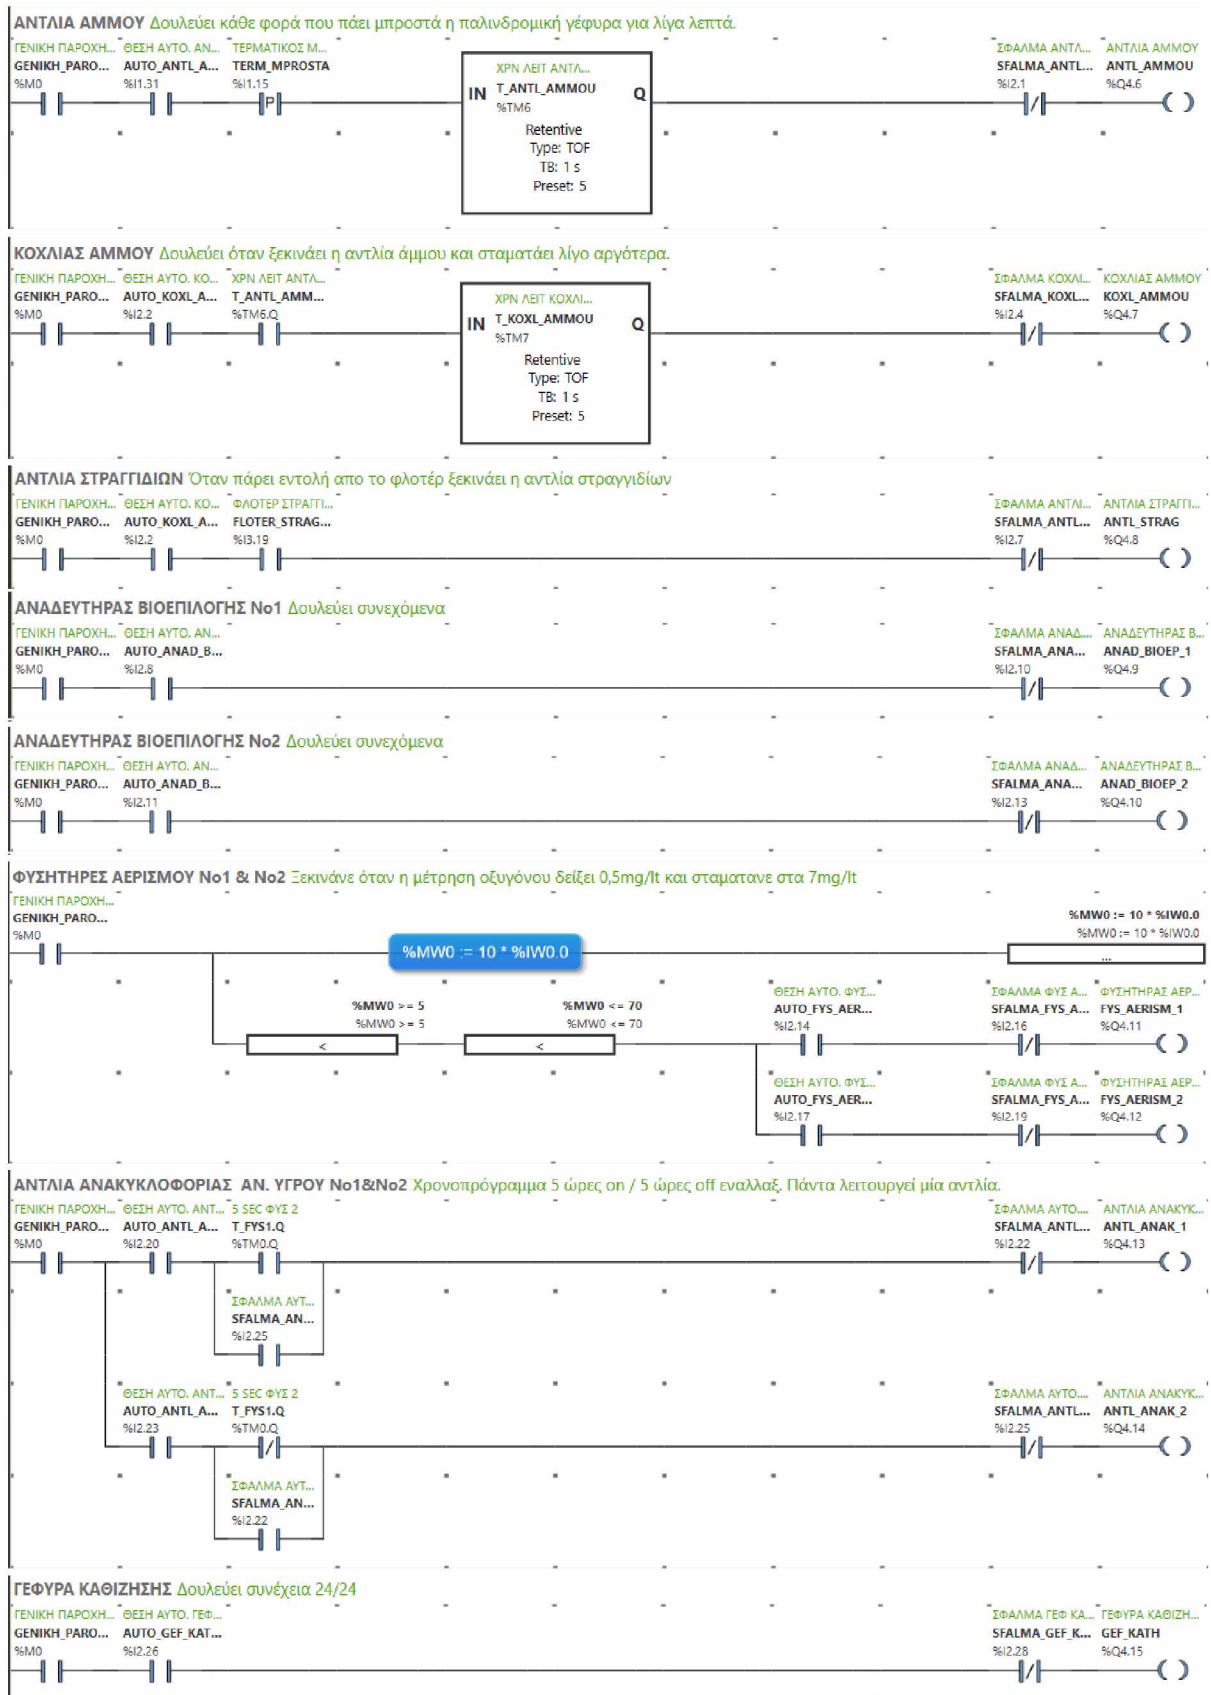 ΑΝΤΛΙΑ ΑΜΜΟΥ Δουλεύει κάθε φορά που πάει μπροστά η παλινδρομική γέφυρα για λίγα λεπτά.
ΓΕΝΙΚΗ ΠΑΡΟΧΗ... ΘΕΣΗ ΑΥΤΟ. ΑΝ... ΤΕΡΜΑΤΙΚΟΣ Μ... ΣΦΑΛΜΑ ΑΝΤΛ... ΑΝΤΛΙΑ ΑΜΜΟΥ
GENIKH_PARO... AUTO_ANTL_A... TERM_MPROSTA SFALMA_ANTL... ANTL_AMMOU
%M0 %I1.31 %I1.15 %I2.1 %Q4.6
P
ΧΡΝ ΛΕΙΤ ΑΝΤΛ...
IN T_ANTL_AMMOU Q
%TM6
Retentive
Type: TOF
TB: 1 s
Preset: 5
ΚΟΧΛΙΑΣ ΑΜΜΟΥ Δουλεύει όταν ξεκινάει η αντλία άμμου και σταματάει λίγο αργότερα.
ΓΕΝΙΚΗ ΠΑΡΟΧΗ... ΘΕΣΗ ΑΥΤΟ. ΚΟ... ΧΡΝ ΛΕΙΤ ΑΝΤΛ... ΣΦΑΛΜΑ ΚΟΧΛΙ... ΚΟΧΛΙΑΣ ΑΜΜΟΥ
GENIKH_PARO... AUTO_KOXL_A... T_ANTL_AMM... SFALMA_KOXL... KOXL_AMMOU
%M0 %I2.2 %TM6.Q %I2.4 %Q4.7
ΧΡΝ ΛΕΙΤ ΚΟΧΛΙ...
IN T_KOXL_AMMOU Q
%TM7
Retentive
Type: TOF
TB: 1 s
Preset: 5
ΑΝΤΛΙΑ ΣΤΡΑΓΓΙΔΙΩΝ Όταν πάρει εντολή απο το φλοτέρ ξεκινάει η αντλία στραγγιδίων
ΓΕΝΙΚΗ ΠΑΡΟΧΗ... ΘΕΣΗ ΑΥΤΟ. ΚΟ... ΦΛΟΤΕΡ ΣΤΡΑΓΓΙ... ΣΦΑΛΜΑ ΑΝΤΛΙ... ΑΝΤΛΙΑ ΣΤΡΑΓΓΙ...
GENIKH_PARO... AUTO_KOXL_A... FLOTER_STRAG... SFALMA_ANTL... ANTL_STRAG
%M0 %I2.2 %I3.19 %I2.7 %Q4.8
ΑΝΑΔΕΥΤΗΡΑΣ ΒΙΟΕΠΙΛΟΓΗΣ Νο1 Δουλεύει συνεχόμενα
ΓΕΝΙΚΗ ΠΑΡΟΧΗ... ΘΕΣΗ ΑΥΤΟ. ΑΝ... ΣΦΑΛΜΑ ΑΝΑΔ... ΑΝΑΔΕΥΤΗΡΑΣ Β...
GENIKH_PARO... AUTO_ANAD_B... SFALMA_ANA... ANAD_BIOEP_1
%M0 %I2.8 %I2.10 %Q4.9
ΑΝΑΔΕΥΤΗΡΑΣ ΒΙΟΕΠΙΛΟΓΗΣ Νο2 Δουλεύει συνεχόμενα
ΓΕΝΙΚΗ ΠΑΡΟΧΗ... ΘΕΣΗ ΑΥΤΟ. ΑΝ... ΣΦΑΛΜΑ ΑΝΑΔ... ΑΝΑΔΕΥΤΗΡΑΣ Β...
GENIKH_PARO... AUTO_ANAD_B... SFALMA_ANA... ANAD_BIOEP_2
%M0 %I2.11 %I2.13 %Q4.10
ΦΥΣΗΤΗΡΕΣ ΑΕΡΙΣΜΟΥ Νο1 & Νο2 Ξεκινάνε όταν η μέτρηση οξυγόνου δείξει 0,5mg/lt και σταματανε στα 7mg/lt
ΓΕΝΙΚΗ ΠΑΡΟΧΗ...
GENIKH_PARO... %MW0 := 10 * %IW0.0
%M0 %MW0 := 10 * %IW0.0
%MW0 := 10 * %IW0.0
...
%MW0 >= 5 %MW0 <= 70
%MW0 >= 5 %MW0 <= 70
< <
ΘΕΣΗ ΑΥΤΟ. ΦΥΣ... ΣΦΑΛΜΑ ΦΥΣ Α... ΦΥΣΗΤΗΡΑΣ ΑΕΡ...
AUTO_FYS_AER... SFALMA_FYS_A... FYS_AERISM_1
%I2.14 %I2.16 %Q4.11
ΘΕΣΗ ΑΥΤΟ. ΦΥΣ... ΣΦΑΛΜΑ ΦΥΣ Α... ΦΥΣΗΤΗΡΑΣ ΑΕΡ...
AUTO_FYS_AER... SFALMA_FYS_A... FYS_AERISM_2
%I2.17 %I2.19 %Q4.12
ΑΝΤΛΙΑ ΑΝΑΚΥΚΛΟΦΟΡΙΑΣ ΑΝ. ΥΓΡΟΥ Νο1&Νο2 Χρονοπρόγραμμα 5 ώρες on / 5 ώρες off εναλλαξ. Πάντα λειτουργεί μία αντλία.
ΓΕΝΙΚΗ ΠΑΡΟΧΗ... ΘΕΣΗ ΑΥΤΟ. ΑΝΤ... 5 SEC ΦΥΣ 2 ΣΦΑΛΜΑ ΑΥΤΟ.... ΑΝΤΛΙΑ ΑΝΑΚΥΚ...
GENIKH_PARO... AUTO_ANTL_A... T_FYS1.Q SFALMA_ANTL... ANTL_ANAK_1
%M0 %I2.20 %TM0.Q %I2.22 %Q4.13
ΣΦΑΛΜΑ ΑΥΤ...
SFALMA_AN...
%I2.25
ΘΕΣΗ ΑΥΤΟ. ΑΝΤ... 5 SEC ΦΥΣ 2 ΣΦΑΛΜΑ ΑΥΤΟ.... ΑΝΤΛΙΑ ΑΝΑΚΥΚ...
AUTO_ANTL_A... T_FYS1.Q SFALMA_ANTL... ANTL_ANAK_2
%I2.23 %TM0.Q %I2.25 %Q4.14
ΣΦΑΛΜΑ ΑΥΤ...
SFALMA_AN...
%I2.22
ΓΕΦΥΡΑ ΚΑΘΙΖΗΣΗΣ Δουλεύει συνέχεια 24/24
ΓΕΝΙΚΗ ΠΑΡΟΧΗ... ΘΕΣΗ ΑΥΤΟ. ΓΕΦ... ΣΦΑΛΜΑ ΓΕΦ ΚΑ... ΓΕΦΥΡΑ ΚΑΘΙΖΗ...
GENIKH_PARO... AUTO_GEF_KAT... SFALMA_GEF_K... GEF_KATH
%M0 %I2.26 %I2.28 %Q4.15